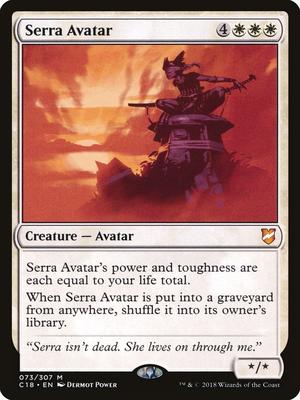 Serra Avatar 4
Creature — Avatar
Serra Avatar's power and toughness are
each equal to your life total.
When Serra Avatar is put into a graveyard
from anywhere, shuffle it into its owner's
library.
"Serra isn't dead. She lives on through me."
*/*
073/307 M
C18 • EN Dermot Power
™ & © 2018 Wizards of the Coast